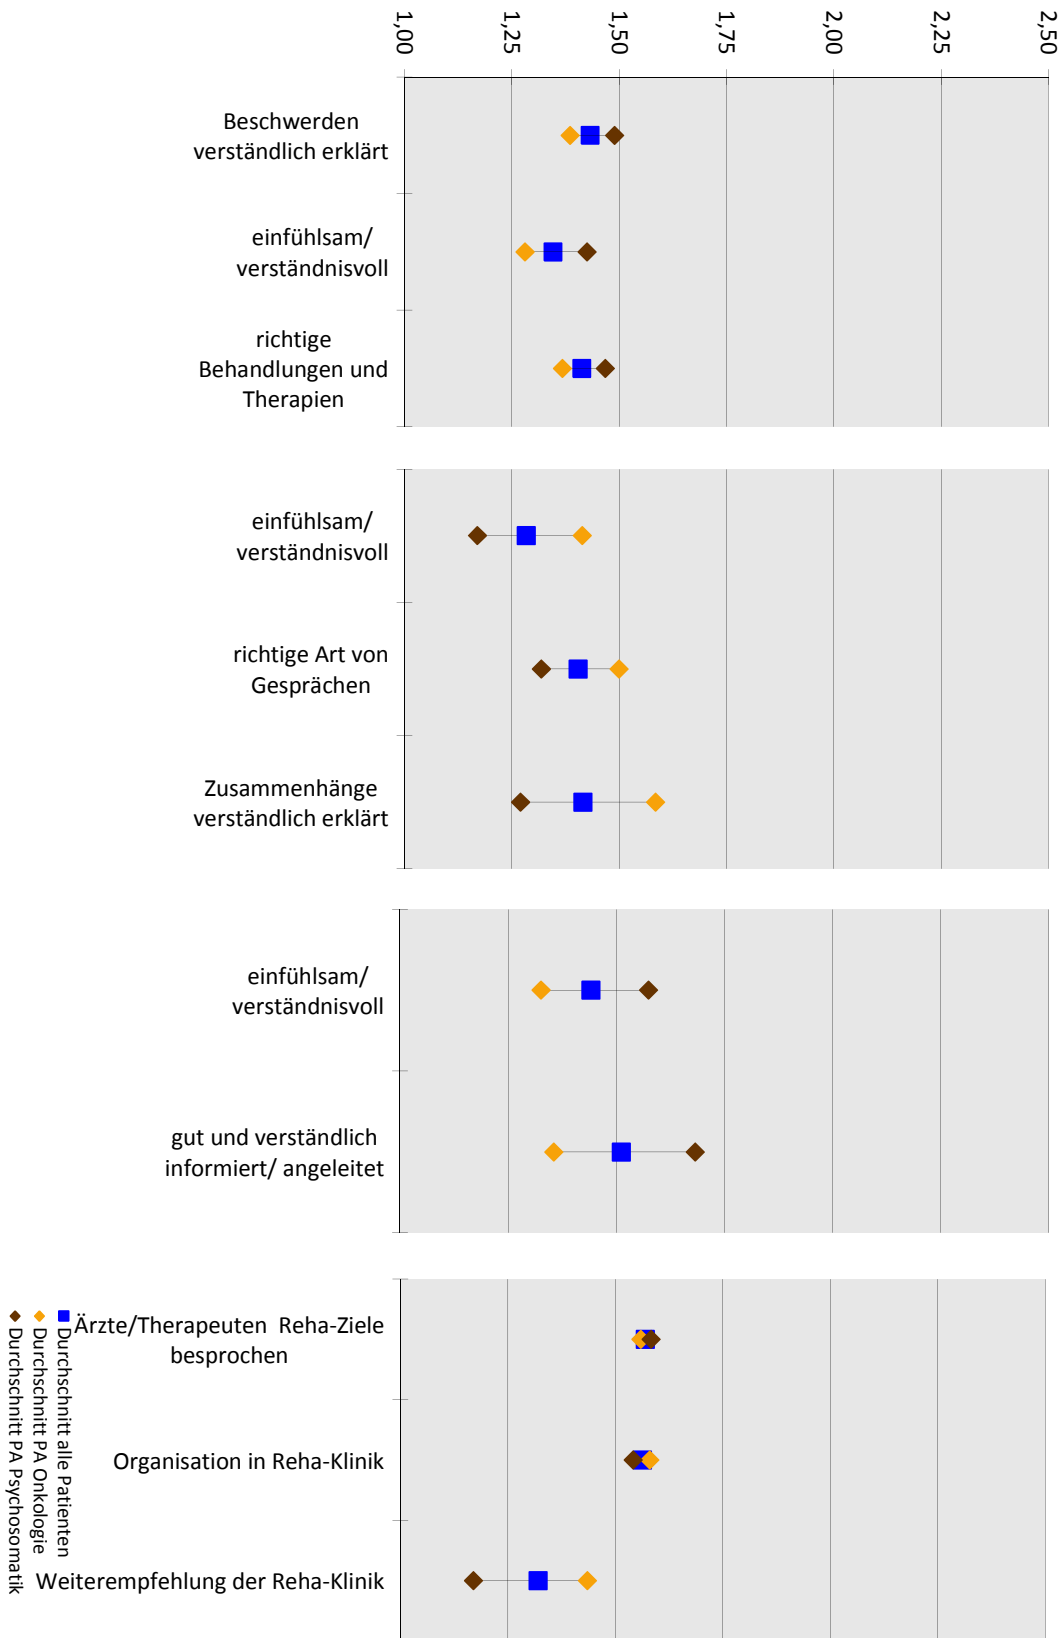 1,00
1,25
1,50
1,75
2,00
2,25
2,50
Beschwerden
verständlich erklärt
einfühlsam/
verständnisvoll
richtige
Behandlungen und
Therapien
einfühlsam/
verständnisvoll
richtige Art von
Gesprächen
Zusammenhänge
verständlich erklärt
einfühlsam/
verständnisvoll
gut und verständlich
informiert/ angeleitet
Ärzte/Therapeuten Reha-Ziele
besprochen
Organisation in Reha-Klinik
Weiterempfehlung der Reha-Klinik
Durchschnitt alle Patienten
Durchschnitt PA Onkologie
Durchschnitt PA Psychosomatik